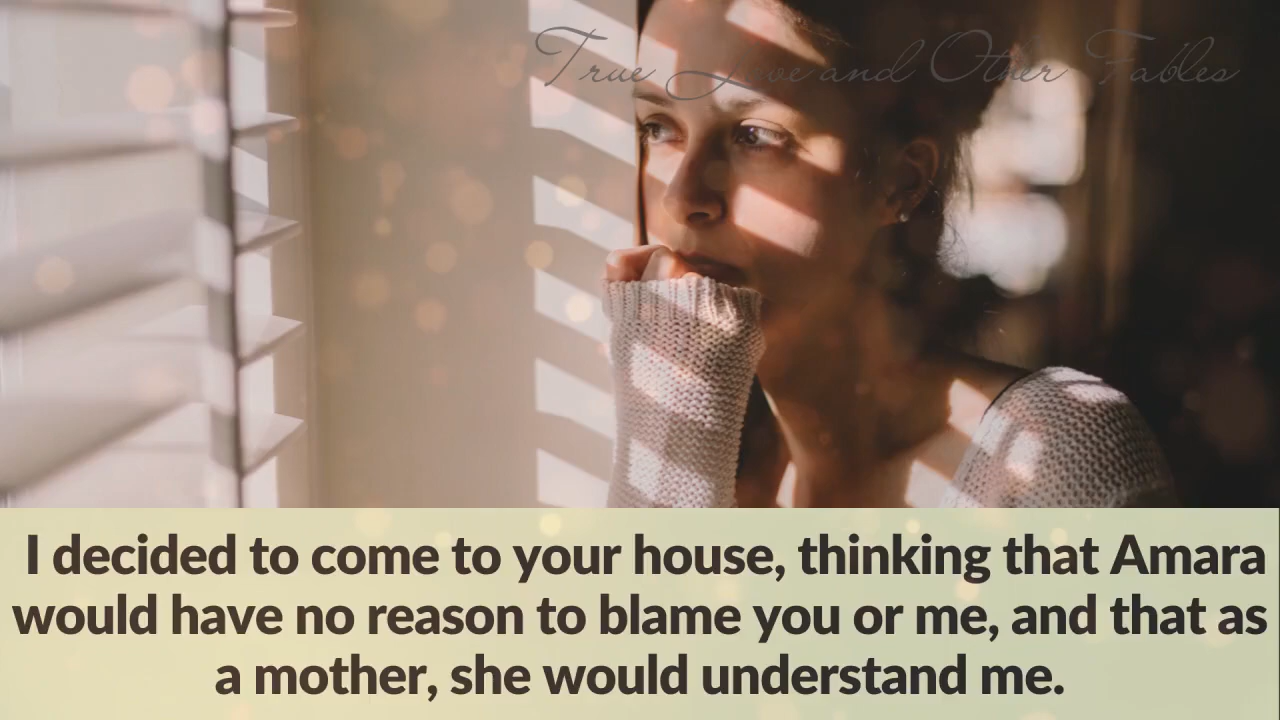 True Love and Other Fables
I decided to come to your house, thinking that Amara
would have no reason to blame you or me, and that as
a mother, she would understand me.